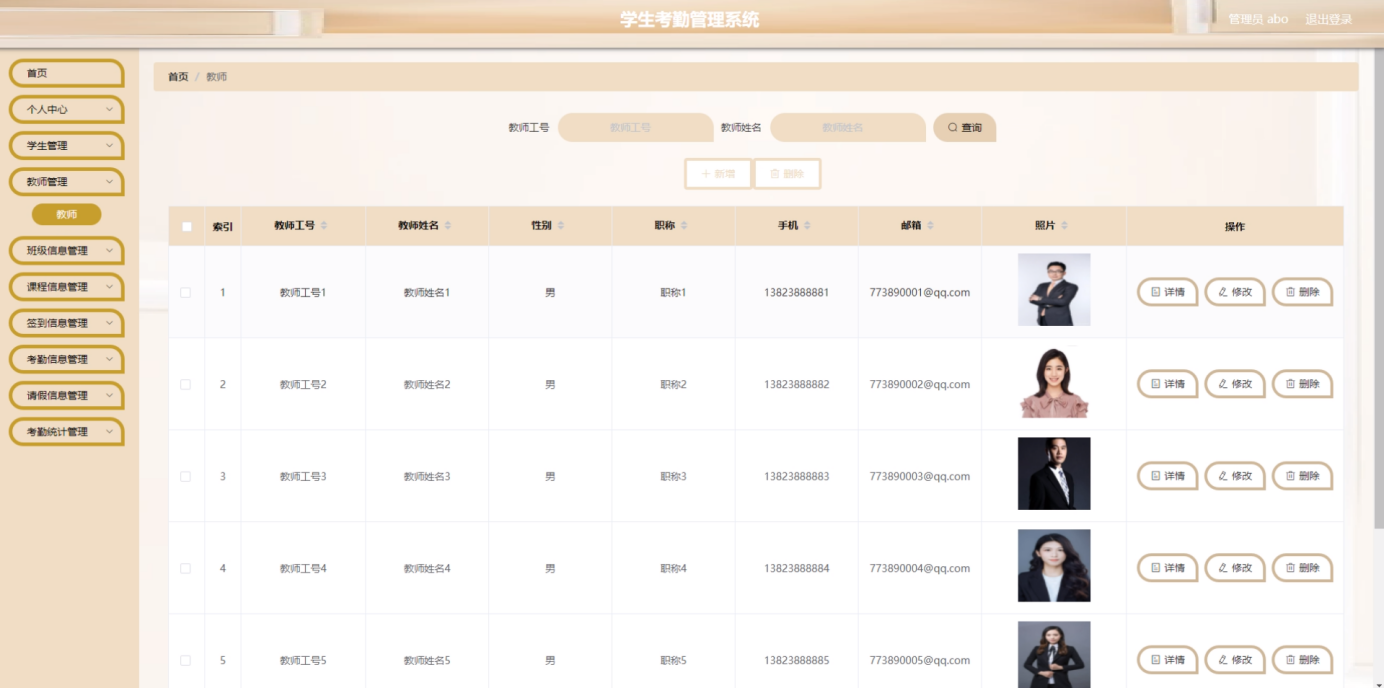 学生考勤管理系统
管理员 abo 退出登录
首页
个人中心
学生管理
教师管理
教师
班级信息管理
课程信息管理
签到信息管理
考勤信息管理
请假信息管理
考勤统计管理
首页 / 教师
教师工号 教师工号 教师姓名 教师姓名 查询
新增 删除
索引 教师工号 教师姓名 性别 职称 手机 邮箱 照片 操作
1 教师工号1 教师姓名1 男 职称1 13823888881 773890001@qq.com 详情 修改 删除
2 教师工号2 教师姓名2 男 职称2 13823888882 773890002@qq.com 详情 修改 删除
3 教师工号3 教师姓名3 男 职称3 13823888883 773890003@qq.com 详情 修改 删除
4 教师工号4 教师姓名4 男 职称4 13823888884 773890004@qq.com 详情 修改 删除
5 教师工号5 教师姓名5 男 职称5 13823888885 773890005@qq.com 详情 修改 删除